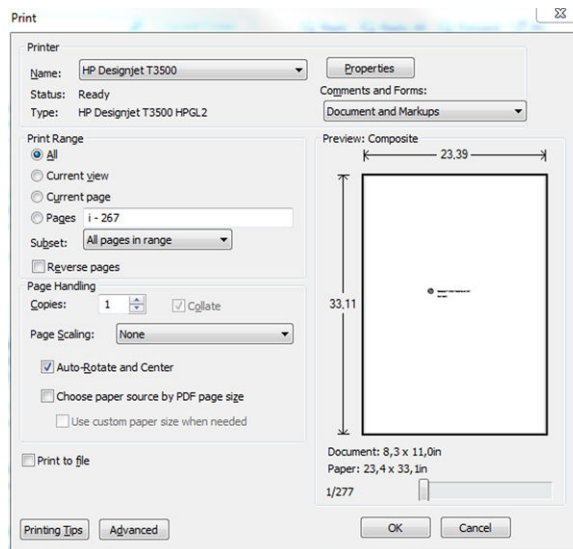 Print
Printer
Name: HP Designjet T3500 Properties
Status: Ready Comments and Forms:
Type: HP Designjet T3500 HPGL2 Document and Markups
Print Range Preview: Composite
All 23,39
Current view
Current page
Pages i - 267
Subset: All pages in range
Reverse pages
Page Handling
Copies: 1 Collate 33,11
Page Scaling: None
Auto-Rotate and Center
Choose paper source by PDF page size
Use custom paper size when needed
Document: 8,3 x 11,0in
Print to file Paper: 23,4 x 33,1in
1/277
Printing Tips Advanced OK Cancel